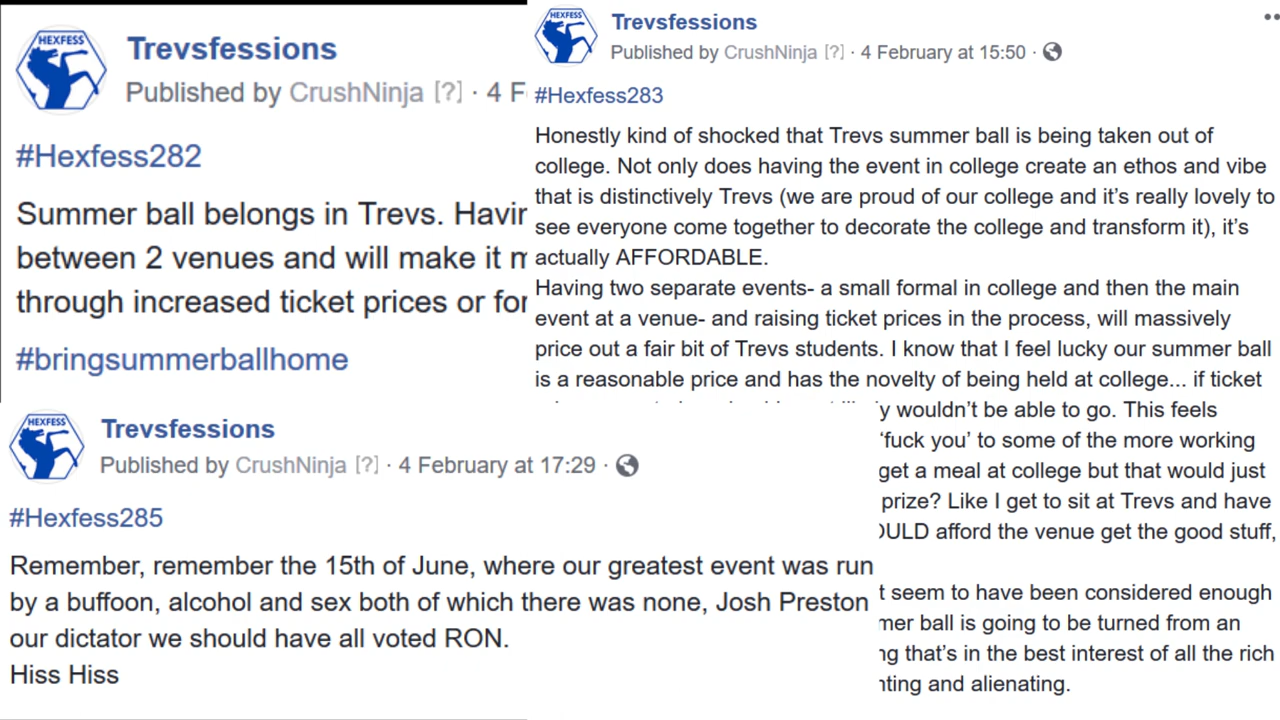 HEXFESS
Trevsfessions
Published by CrushNinja [?] · 4 F
#Hexfess282
Summer ball belongs in Trevs.
between 2 venues and will make it
through increased ticket prices or
#bringsummerballhome
Trevsfessions
Published by CrushNinja [?] · 4 February at 15:50 ·
#Hexfess283
Honestly kind of shocked that Trevs summer ball is being taken out of
college. Not only does having the event in college create an ethos and vibe
that is distinctively Trevs (we are proud of our college and it's really lovely to
see everyone come together to decorate the college and transform it), it's
actually AFFORDABLE.
Having two separate events- a small formal in college and then the main
event at a venue- and raising ticket prices in the process, will massively
price out a fair bit of Trevs students. I know that I feel lucky our summer ball
is a reasonable price and has the novelty of being held at college... if ticket
wouldn't be able to go. This feels
'fuck you' to some of the more working
get a meal at college but that would just
prize? Like I get to sit at Trevs and have
afford the venue get the good stuff,
seem to have been considered enough
ball is going to be turned from an
that's in the best interest of all the rich
and alienating.
HEXFESS
Trevsfessions
Published by CrushNinja [?] · 4 February at 17:29 ·
#Hexfess285
Remember, remember the 15th of June, where our greatest event was run
by a buffoon, alcohol and sex both of which there was none, Josh Preston
our dictator we should have all voted RON.
Hiss Hiss